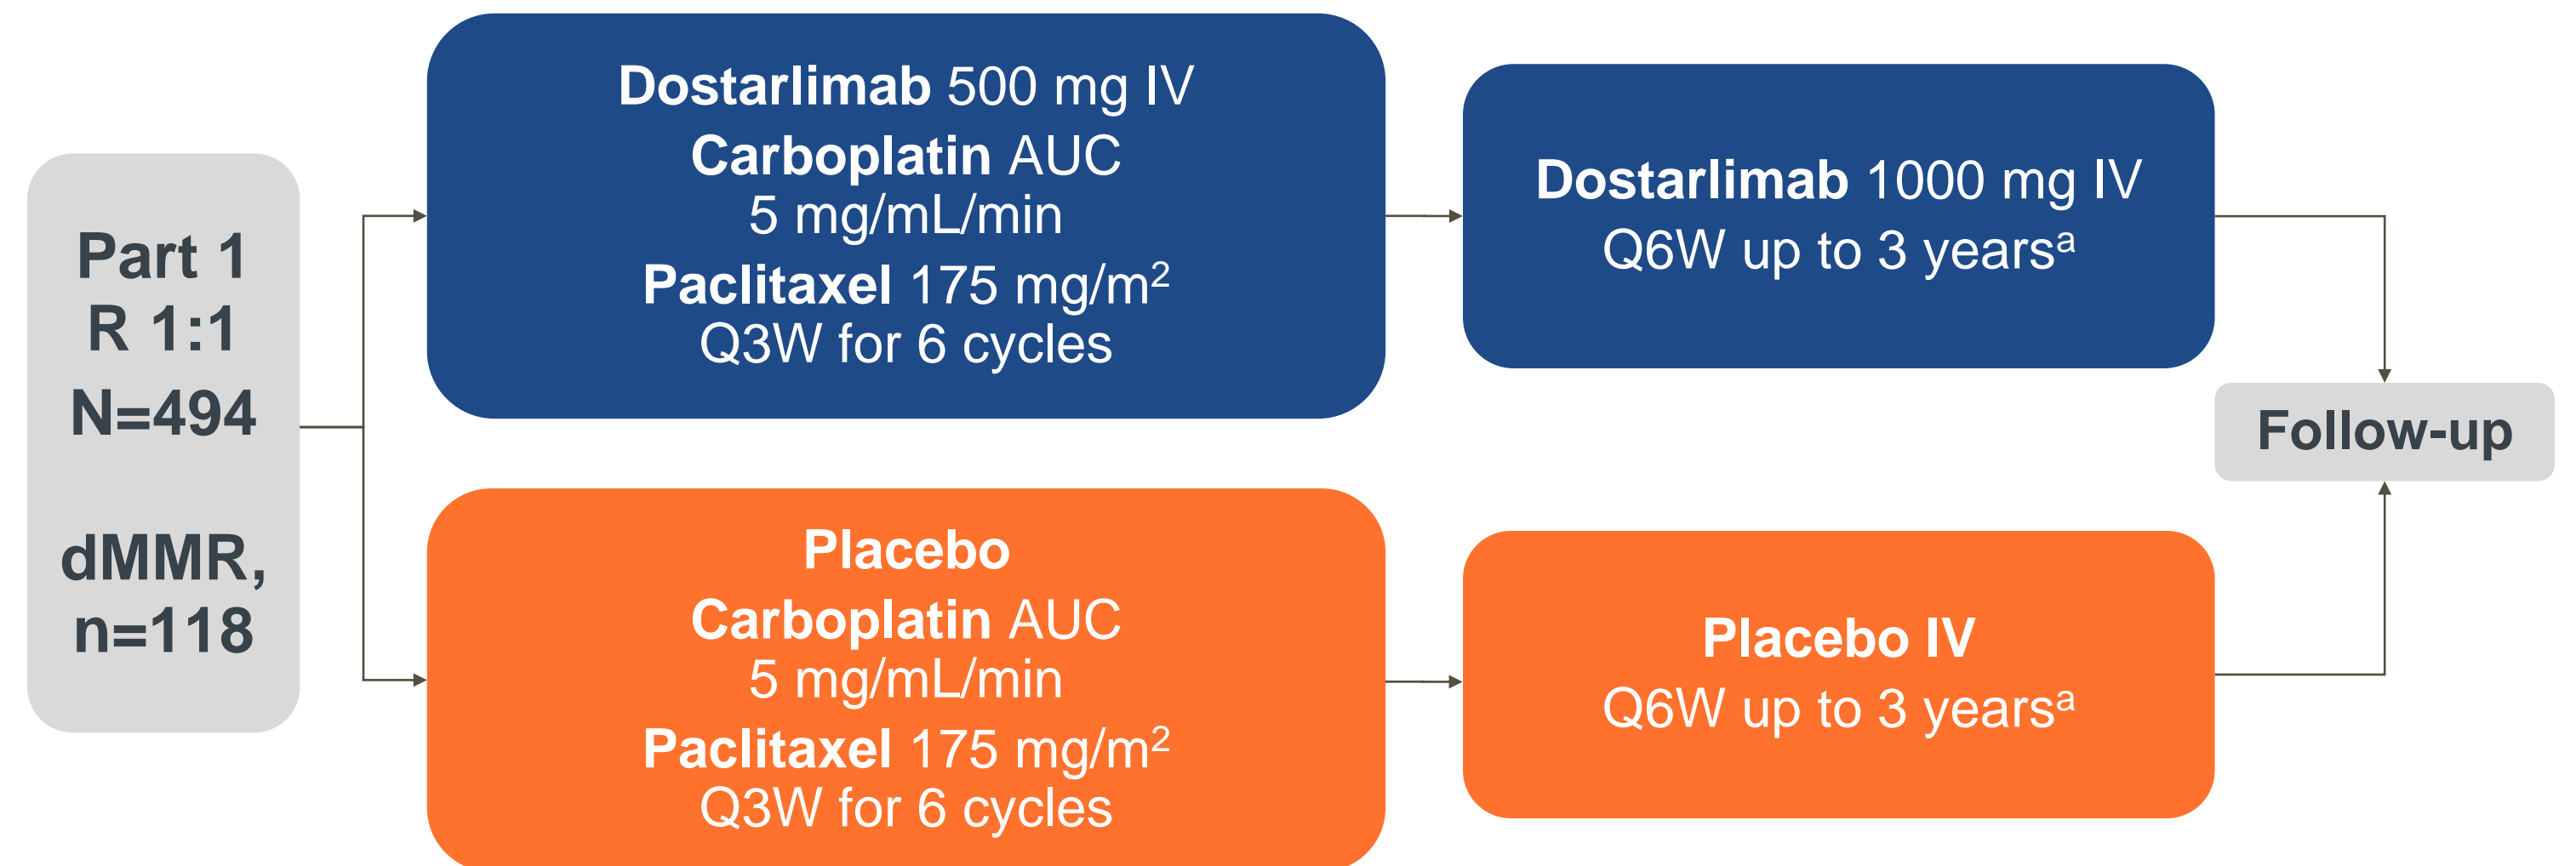 Part 1
R 1:1
N=494
dMMR,
n=118
Dostarlimab 500 mg IV
Carboplatin AUC
5 mg/mL/min
Paclitaxel 175 mg/m²
Q3W for 6 cycles
Dostarlimab 1000 mg IV
Q6W up to 3 yearsᵃ
Placebo
Carboplatin AUC
5 mg/mL/min
Paclitaxel 175 mg/m²
Q3W for 6 cycles
Placebo IV
Q6W up to 3 yearsᵃ
Follow-up